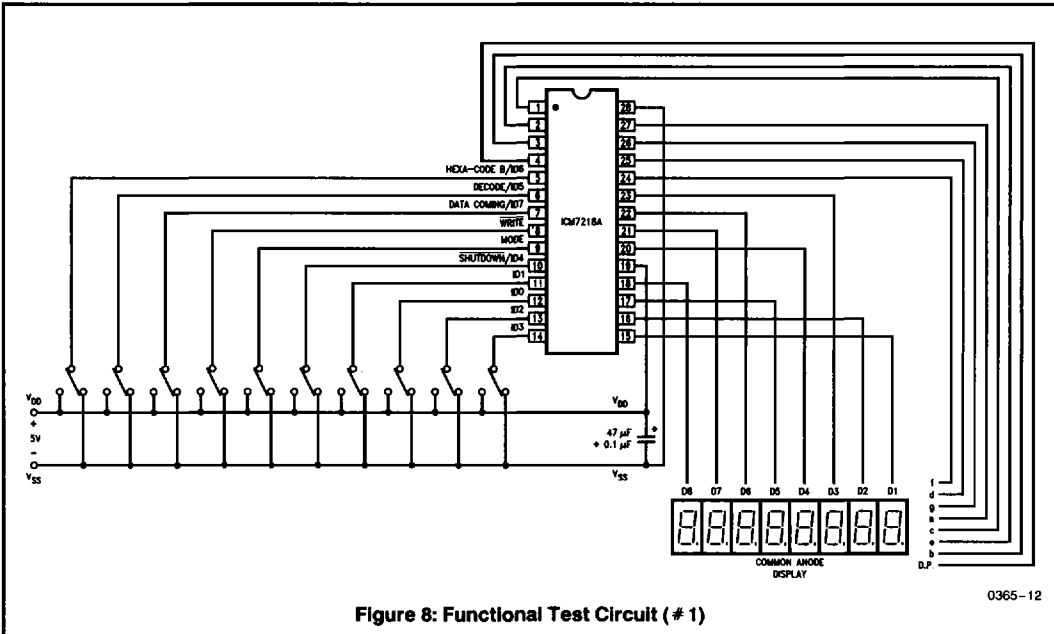 1
2
3
4
HEXA-CODE B/ID6
5
DECODE/ID5
6
DATA COMING/ID7
7
WRITE
8
MODE
9
SHUTDOWN/ID4
10
ID1
11
ID0
12
ID2
13
ID3
14
ICM7218A
28
27
26
25
24
23
22
21
20
19
18
17
16
15
VDD
+
5V
-
VSS
VDD
47 µF +
+ 0.1 µF
VSS
D8 D7 D6 D5 D4 D3 D2 D1
COMMON ANODE
DISPLAY
f
d
g
a
c
e
b
D.P.
0365-12
Figure 8: Functional Test Circuit (#1)